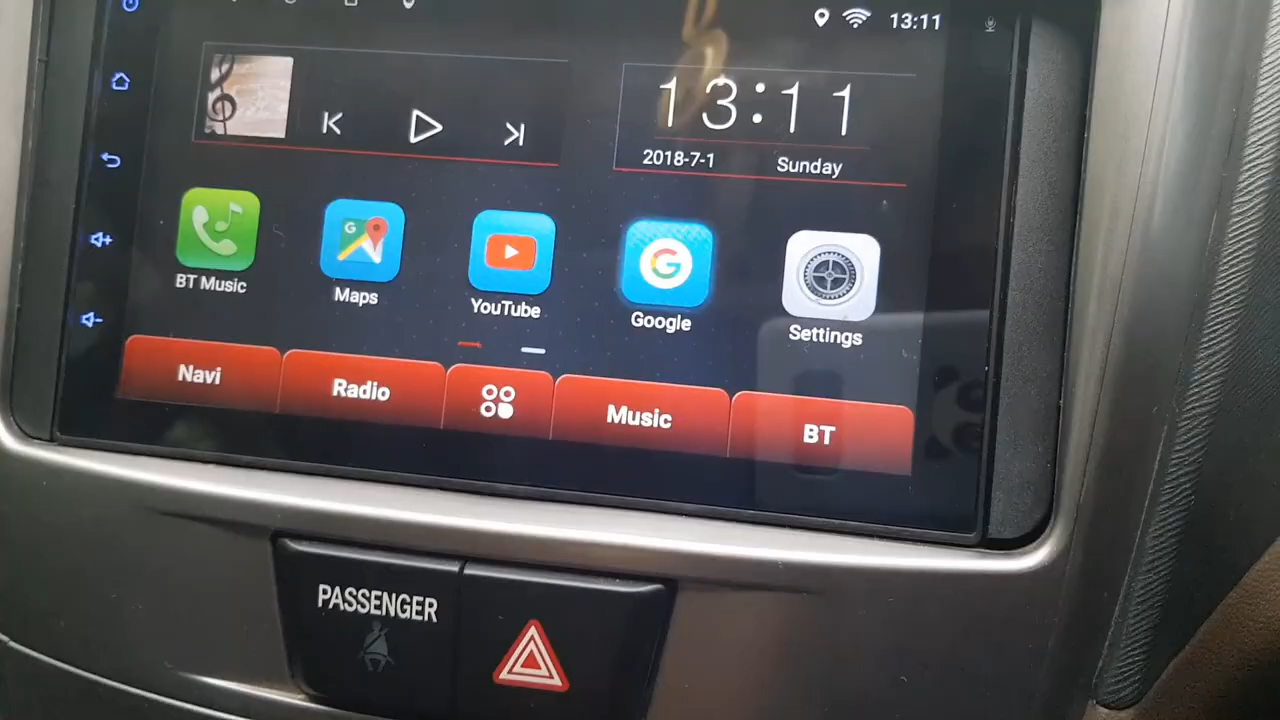 13:11
13:11
2018-7-1 Sunday
BT Music
Maps
YouTube
Google
Settings
Navi
Radio
Music
BT
PASSENGER